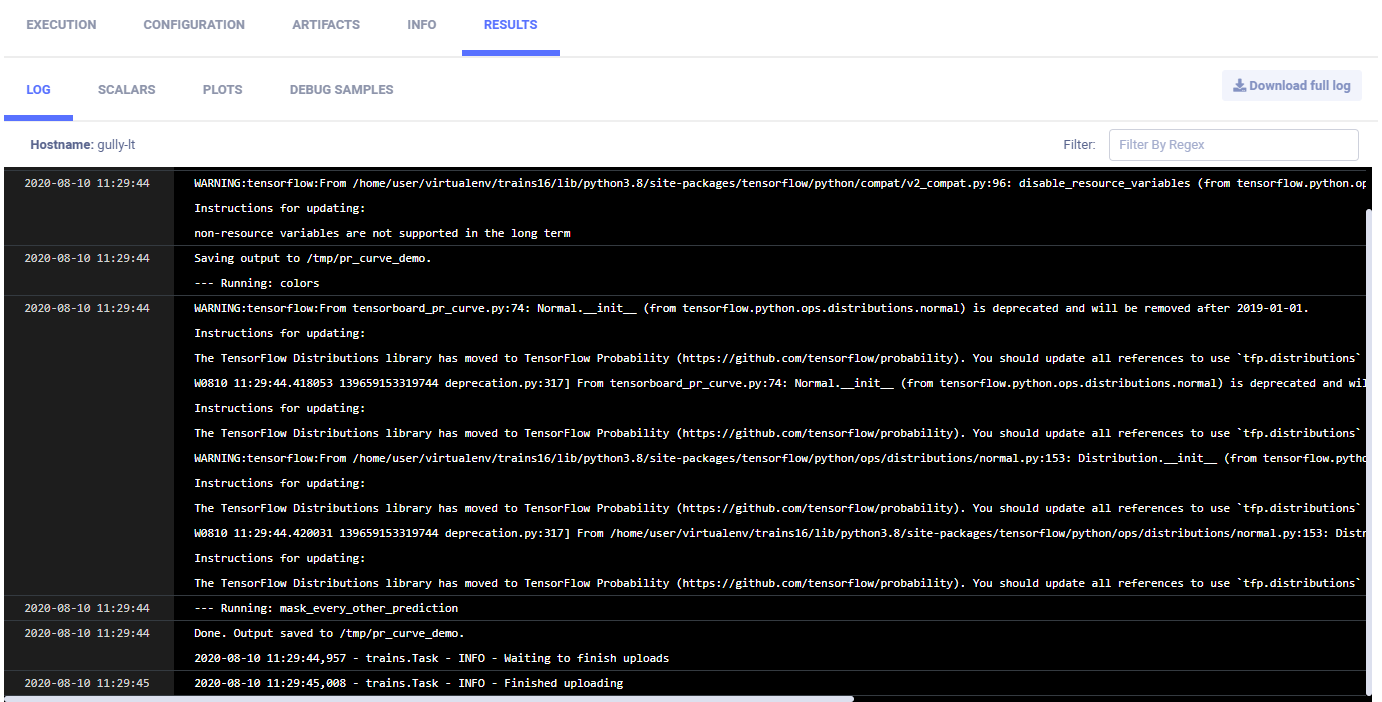 EXECUTION CONFIGURATION ARTIFACTS INFO RESULTS
LOG SCALARS PLOTS DEBUG SAMPLES Download full log
Hostname: gully-lt Filter: Filter By Regex
2020-08-10 11:29:44 WARNING:tensorflow:From /home/user/virtualenv/trains16/lib/python3.8/site-packages/tensorflow/python/compat/v2_compat.py:96: disable_resource_variables (from tensorflow.python.op
Instructions for updating:
non-resource variables are not supported in the long term
2020-08-10 11:29:44 Saving output to /tmp/pr_curve_demo.
--- Running: colors
2020-08-10 11:29:44 WARNING:tensorflow:From tensorboard_pr_curve.py:74: Normal.__init__ (from tensorflow.python.ops.distributions.normal) is deprecated and will be removed after 2019-01-01.
Instructions for updating:
The TensorFlow Distributions library has moved to TensorFlow Probability (https://github.com/tensorflow/probability). You should update all references to use `tfp.distributions`
W0810 11:29:44.418053 139659153319744 deprecation.py:317] From tensorboard_pr_curve.py:74: Normal.__init__ (from tensorflow.python.ops.distributions.normal) is deprecated and wil
Instructions for updating:
The TensorFlow Distributions library has moved to TensorFlow Probability (https://github.com/tensorflow/probability). You should update all references to use `tfp.distributions`
WARNING:tensorflow:From /home/user/virtualenv/trains16/lib/python3.8/site-packages/tensorflow/python/ops/distributions/normal.py:153: Distribution.__init__ (from tensorflow.pytho
Instructions for updating:
The TensorFlow Distributions library has moved to TensorFlow Probability (https://github.com/tensorflow/probability). You should update all references to use `tfp.distributions`
W0810 11:29:44.420031 139659153319744 deprecation.py:317] From /home/user/virtualenv/trains16/lib/python3.8/site-packages/tensorflow/python/ops/distributions/normal.py:153: Distr
Instructions for updating:
The TensorFlow Distributions library has moved to TensorFlow Probability (https://github.com/tensorflow/probability). You should update all references to use `tfp.distributions`
2020-08-10 11:29:44 --- Running: mask_every_other_prediction
2020-08-10 11:29:44 Done. Output saved to /tmp/pr_curve_demo.
2020-08-10 11:29:44,957 - trains.Task - INFO - Waiting to finish uploads
2020-08-10 11:29:45 2020-08-10 11:29:45,008 - trains.Task - INFO - Finished uploading